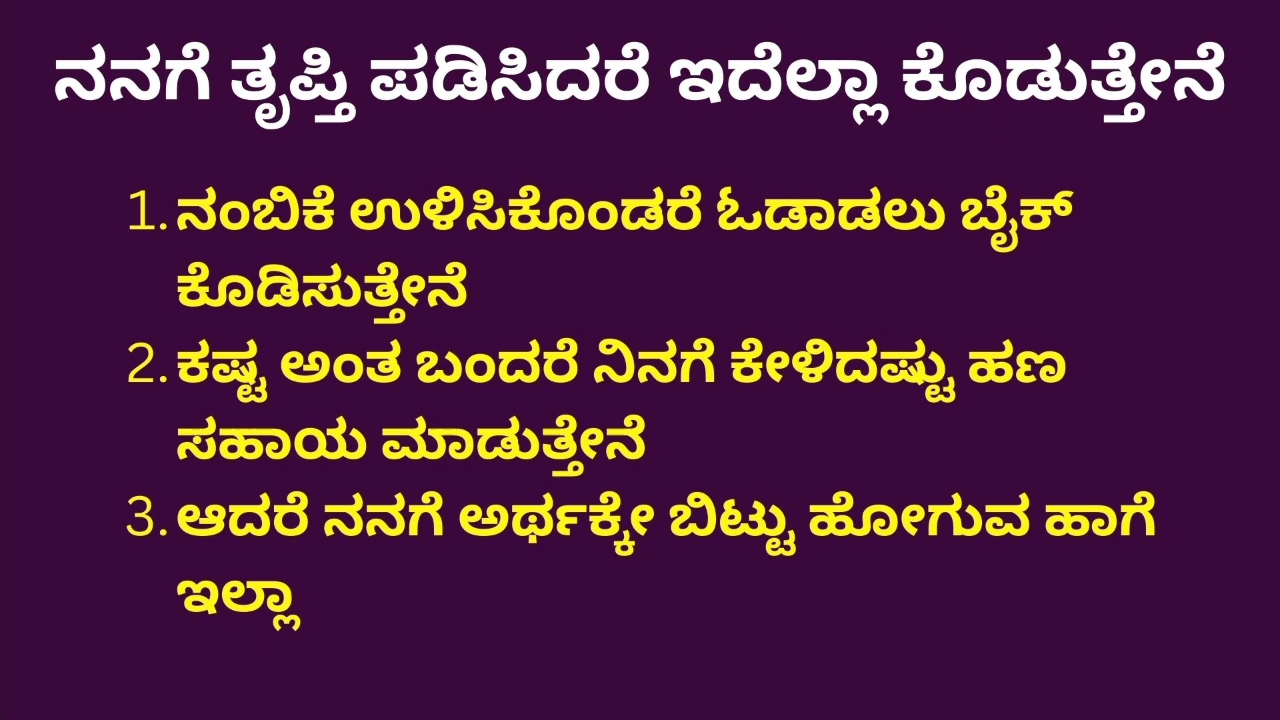 ನನಗೆ ತೃಪ್ತಿ ಪಡಿಸಿದರೆ ಇದೆಲ್ಲಾ ಕೊಡುತ್ತೇನೆ
1. ನಂಬಿಕೆ ಉಳಿಸಿಕೊಂಡರೆ ಓಡಾಡಲು ಬೈಕ್
ಕೊಡಿಸುತ್ತೇನೆ
2. ಕಷ್ಟ ಅಂತ ಬಂದರೆ ನಿನಗೆ ಕೇಳಿದಷ್ಟು ಹಣ
ಸಹಾಯ ಮಾಡುತ್ತೇನೆ
3. ಆದರೆ ನನಗೆ ಅರ್ಥಕ್ಕೇ ಬಿಟ್ಟು ಹೋಗುವ ಹಾಗೆ
ಇಲ್ಲಾ